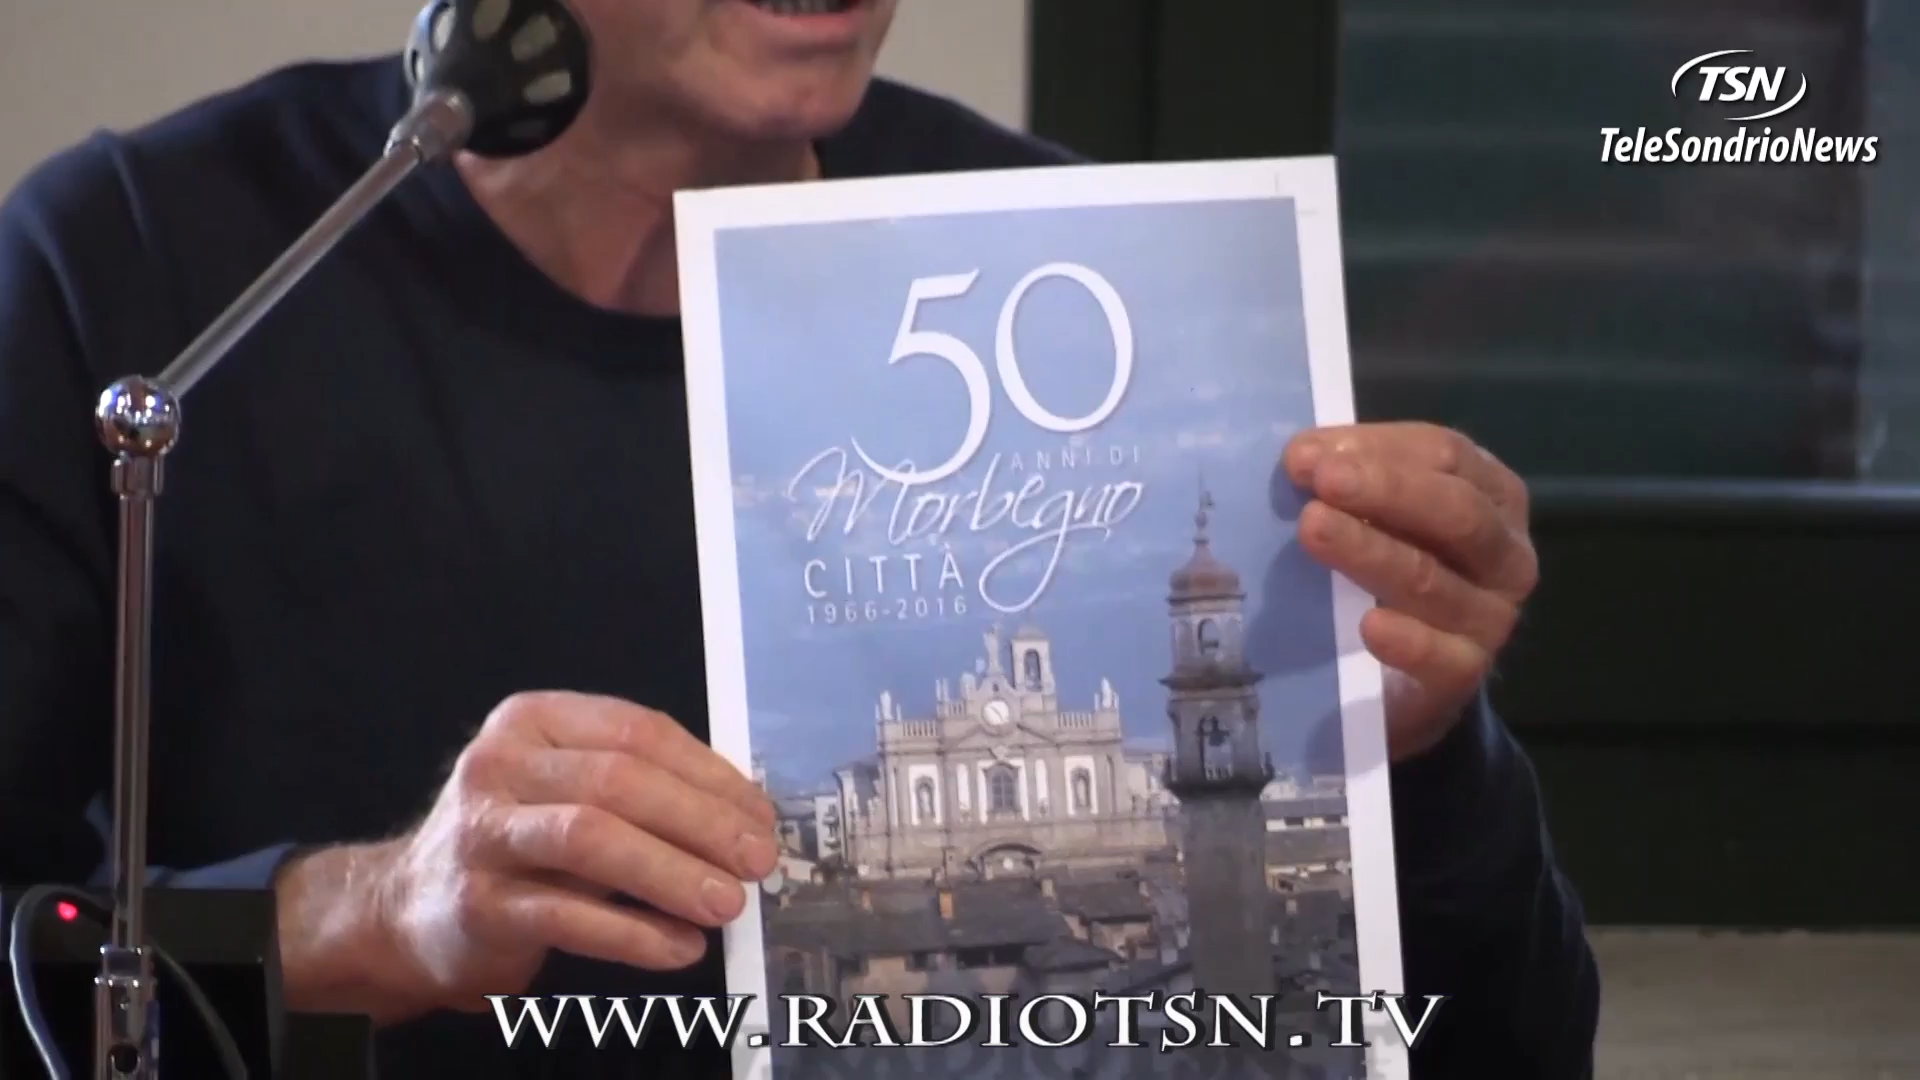 TSN
TeleSondrioNews
50
ANNI DI
Morbegno
CITTÀ
1966-2016
WWW.RADIOTSN.TV